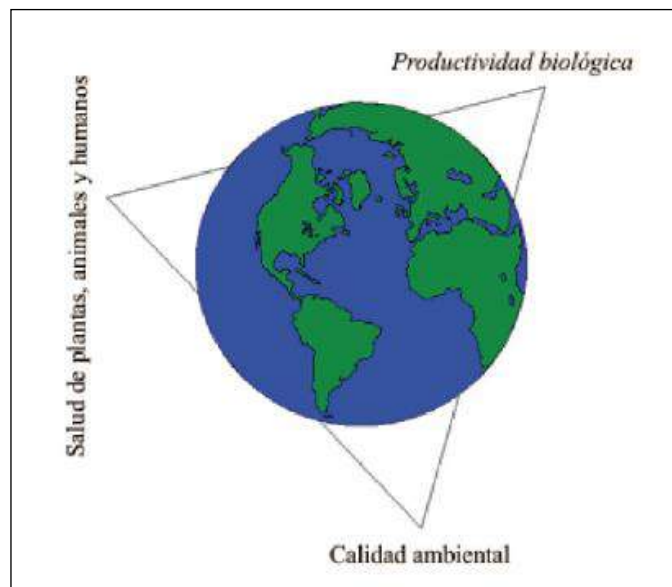 Productividad biológica
Salud de plantas, animales y humanos
Calidad ambiental